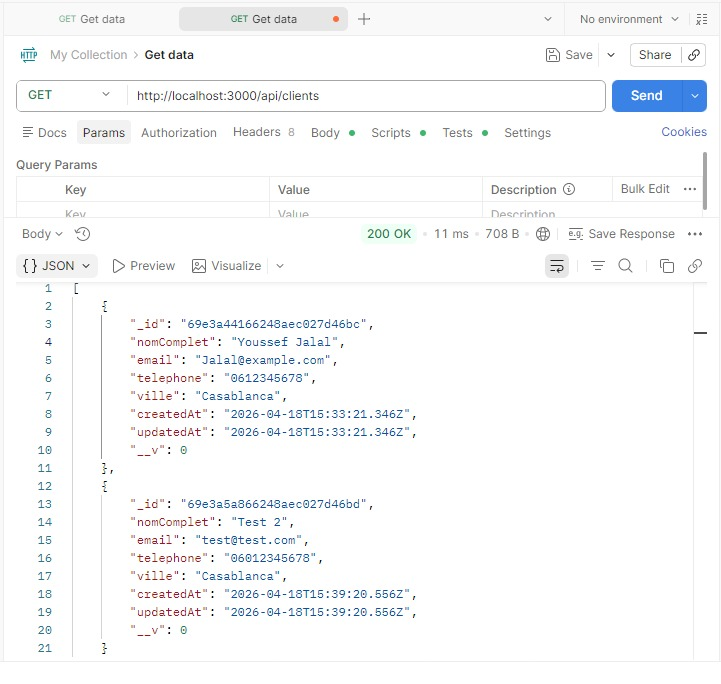 GET Get data GET Get data + No environment
HTTP My Collection > Get data Save Share
GET http://localhost:3000/api/clients Send
Docs Params Authorization Headers 8 Body Scripts Tests Settings Cookies
Query Params
Key Value Description Bulk Edit ...
Key Value Description
Body 200 OK • 11 ms • 708 B e.g. Save Response ...
{} JSON Preview Visualize
1 [
2 {
3 "_id": "69e3a44166248aec027d46bc",
4 "nomComplet": "Youssef Jalal",
5 "email": "Jalal@example.com",
6 "telephone": "0612345678",
7 "ville": "Casablanca",
8 "createdAt": "2026-04-18T15:33:21.346Z",
9 "updatedAt": "2026-04-18T15:33:21.346Z",
10 "__v": 0
11 },
12 {
13 "_id": "69e3a5a866248aec027d46bd",
14 "nomComplet": "Test 2",
15 "email": "test@test.com",
16 "telephone": "06012345678",
17 "ville": "Casablanca",
18 "createdAt": "2026-04-18T15:39:20.556Z",
19 "updatedAt": "2026-04-18T15:39:20.556Z",
20 "__v": 0
21 }